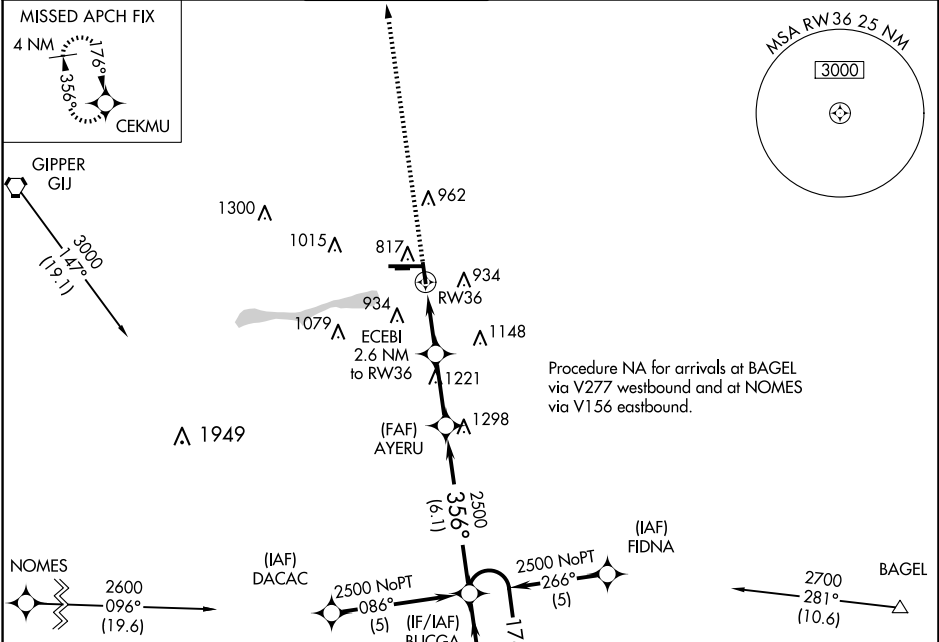 MISSED APCH FIX
4 NM
176°
356°
CEKMU
MSA RW36 25 NM
3000
GIPPER
GIJ
3000
147°
(19.1)
1300
1015
817
962
934
RW36
934
1079
1148
ECEBI
2.6 NM
to RW36
1221
Procedure NA for arrivals at BAGEL
via V277 westbound and at NOMES
via V156 eastbound.
1949
(FAF)
AYERU
1298
2500
356°
(6.1)
NOMES
2600
096°
(19.6)
(IAF)
DACAC
2500 NoPT
086°
(5)
(IF/IAF)
BUCGA
2500 NoPT
266°
(5)
(IAF)
FIDNA
BAGEL
2700
281°
(10.6)